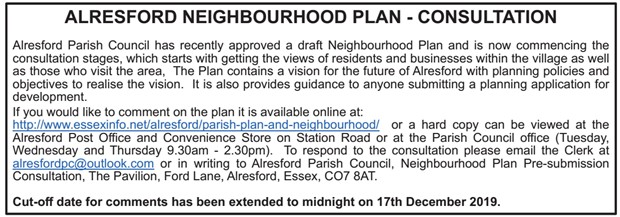 ALRESFORD NEIGHBOURHOOD PLAN - CONSULTATION
Alresford Parish Council has recently approved a draft Neighbourhood Plan and is now commencing the
consultation stages, which starts with getting the views of residents and businesses within the village as well
as those who visit the area, The Plan contains a vision for the future of Alresford with planning policies and
objectives to realise the vision. It is also provides guidance to anyone submitting a planning application for
development.
If you would like to comment on the plan it is available online at:
http://www.essexinfo.net/alresford/parish-plan-and-neighbourhood/ or a hard copy can be viewed at the
Alresford Post Office and Convenience Store on Station Road or at the Parish Council office (Tuesday,
Wednesday and Thursday 9.30am - 2.30pm). To respond to the consultation please email the Clerk at
alresfordpc@outlook.com or in writing to Alresford Parish Council, Neighbourhood Plan Pre-submission
Consultation, The Pavilion, Ford Lane, Alresford, Essex, CO7 8AT.
Cut-off date for comments has been extended to midnight on 17th December 2019.